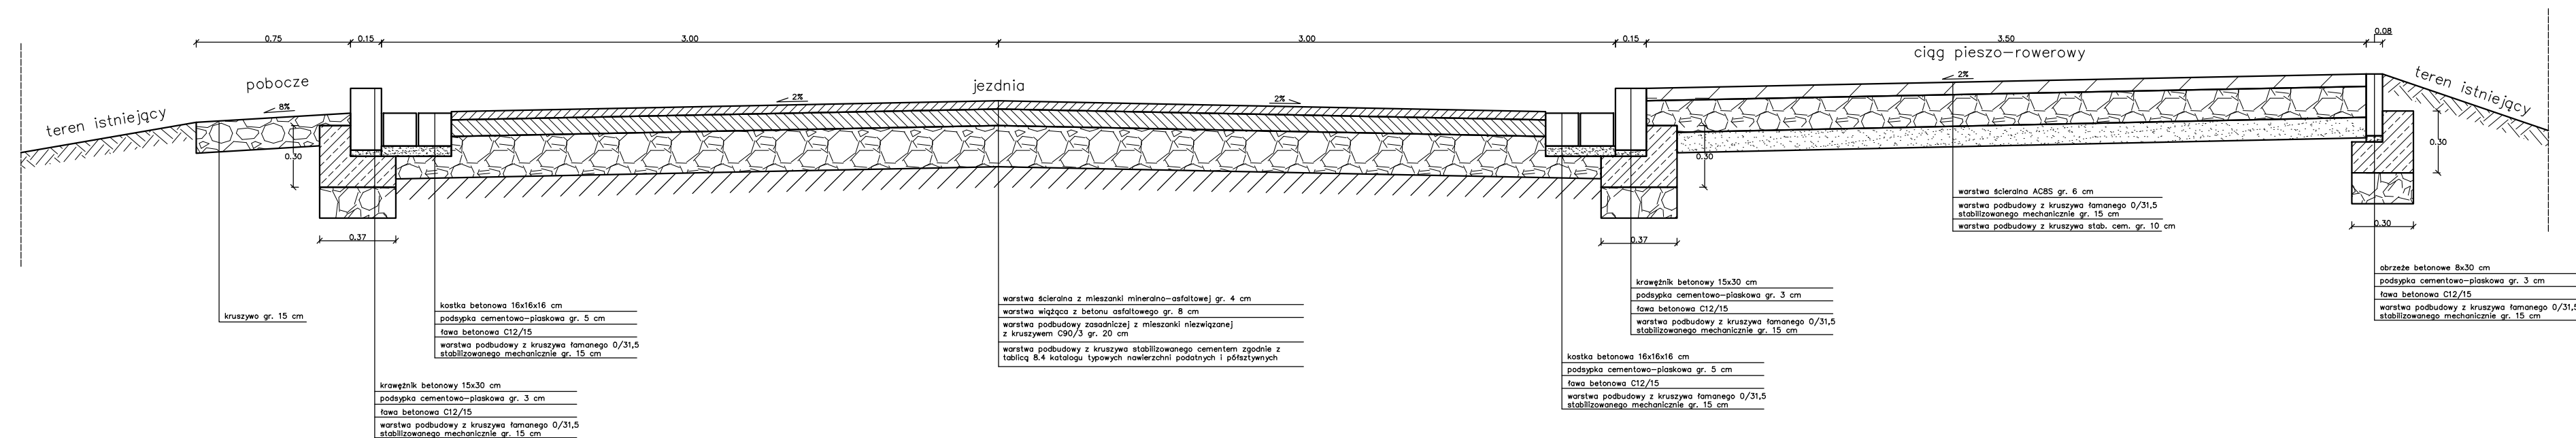 0.75
0.15
3.00
3.00
0.15
3.50
0.08
ciąg pieszo-rowerowy
pobocze
jezdnia
teren istniejący
teren istniejący
8%
2%
2%
2%
0.30
0.30
0.30
0.37
0.37
0.30
kruszywo gr. 15 cm
krawężnik betonowy 15x30 cm
podsypka cementowo-piaskowa gr. 3 cm
ława betonowa C12/15
warstwa podbudowy z kruszywa łamanego 0/31,5
stabilizowanego mechanicznie gr. 15 cm
kostka betonowa 16x16x16 cm
podsypka cementowo-piaskowa gr. 5 cm
ława betonowa C12/15
warstwa podbudowy z kruszywa łamanego 0/31,5
stabilizowanego mechanicznie gr. 15 cm
warstwa ścieralna z mieszanki mineralno-asfaltowej gr. 4 cm
warstwa wiążąca z betonu asfaltowego gr. 8 cm
warstwa podbudowy zasadniczej z mieszanki niezwiązanej
z kruszywem C90/3 gr. 20 cm
warstwa podbudowy z kruszywa stabilizowanego cementem zgodnie z
tablicą 8.4 katalogu typowych nawierzchni podatnych i półsztywnych
kostka betonowa 16x16x16 cm
podsypka cementowo-piaskowa gr. 5 cm
ława betonowa C12/15
warstwa podbudowy z kruszywa łamanego 0/31,5
stabilizowanego mechanicznie gr. 15 cm
krawężnik betonowy 15x30 cm
podsypka cementowo-piaskowa gr. 3 cm
ława betonowa C12/15
warstwa podbudowy z kruszywa łamanego 0/31,5
stabilizowanego mechanicznie gr. 15 cm
warstwa ścieralna AC8S gr. 6 cm
warstwa podbudowy z kruszywa łamanego 0/31,5
stabilizowanego mechanicznie gr. 15 cm
warstwa podbudowy z kruszywa stab. cem. gr. 10 cm
obrzeże betonowe 8x30 cm
podsypka cementowo-piaskowa gr. 3 cm
ława betonowa C12/15
warstwa podbudowy z kruszywa łamanego 0/31,5
stabilizowanego mechanicznie gr. 15 cm